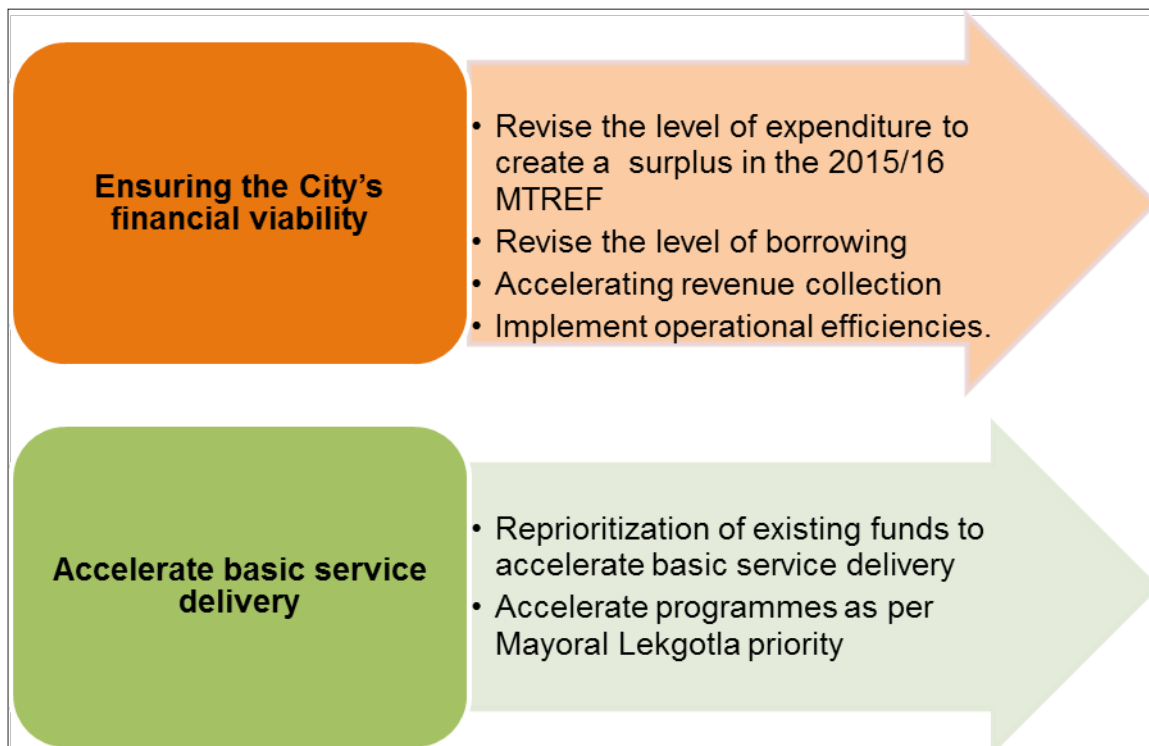 Ensuring the City’s
financial viability
• Revise the level of expenditure to
create a surplus in the 2015/16
MTREF
• Revise the level of borrowing
• Accelerating revenue collection
• Implement operational efficiencies.
Accelerate basic service
delivery
• Reprioritization of existing funds to
accelerate basic service delivery
• Accelerate programmes as per
Mayoral Lekgotla priority